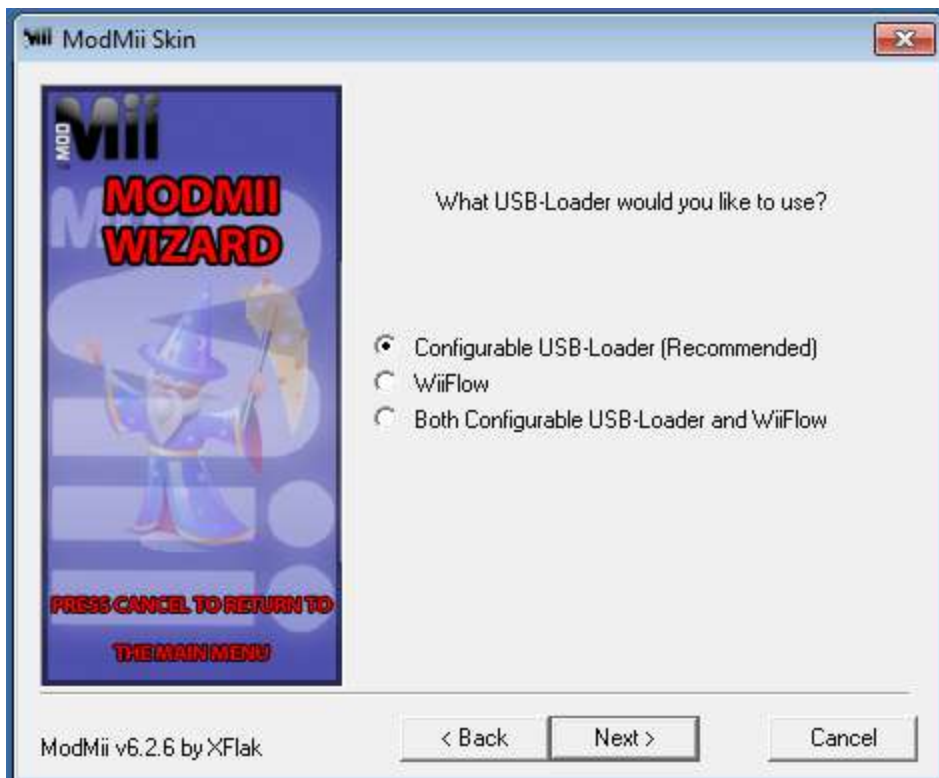 Mii ModMii Skin
MOD Mii
MODMII
WIZARD
PRESS CANCEL TO RETURN TO
THE MAIN MENU
What USB-Loader would you like to use?
Configurable USB-Loader (Recommended)
WiiFlow
Both Configurable USB-Loader and WiiFlow
ModMii v6.2.6 by XFlak
< Back
Next >
Cancel